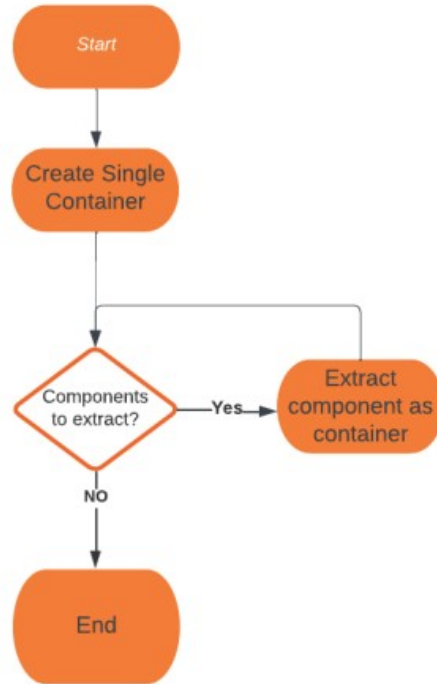 Start
Create Single
Container
Components
to extract?
Yes
Extract
component as
container
NO
End